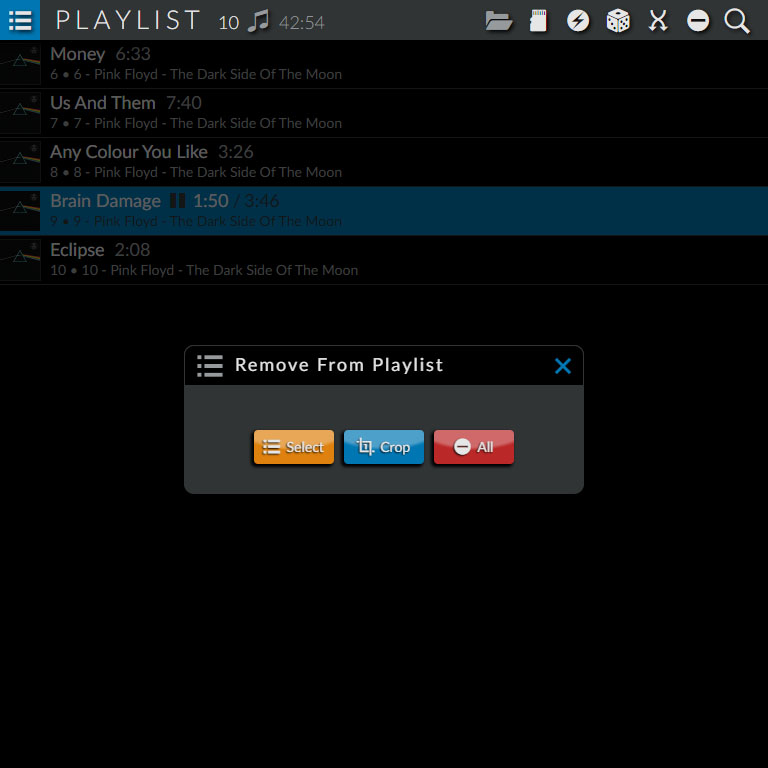 PLAYLIST 10 42:54
Money 6:33
6 • 6 - Pink Floyd - The Dark Side Of The Moon
Us And Them 7:40
7 • 7 - Pink Floyd - The Dark Side Of The Moon
Any Colour You Like 3:26
8 • 8 - Pink Floyd - The Dark Side Of The Moon
Brain Damage 1:50 / 3:46
9 • 9 - Pink Floyd - The Dark Side Of The Moon
Eclipse 2:08
10 • 10 - Pink Floyd - The Dark Side Of The Moon
Remove From Playlist
Select Crop All